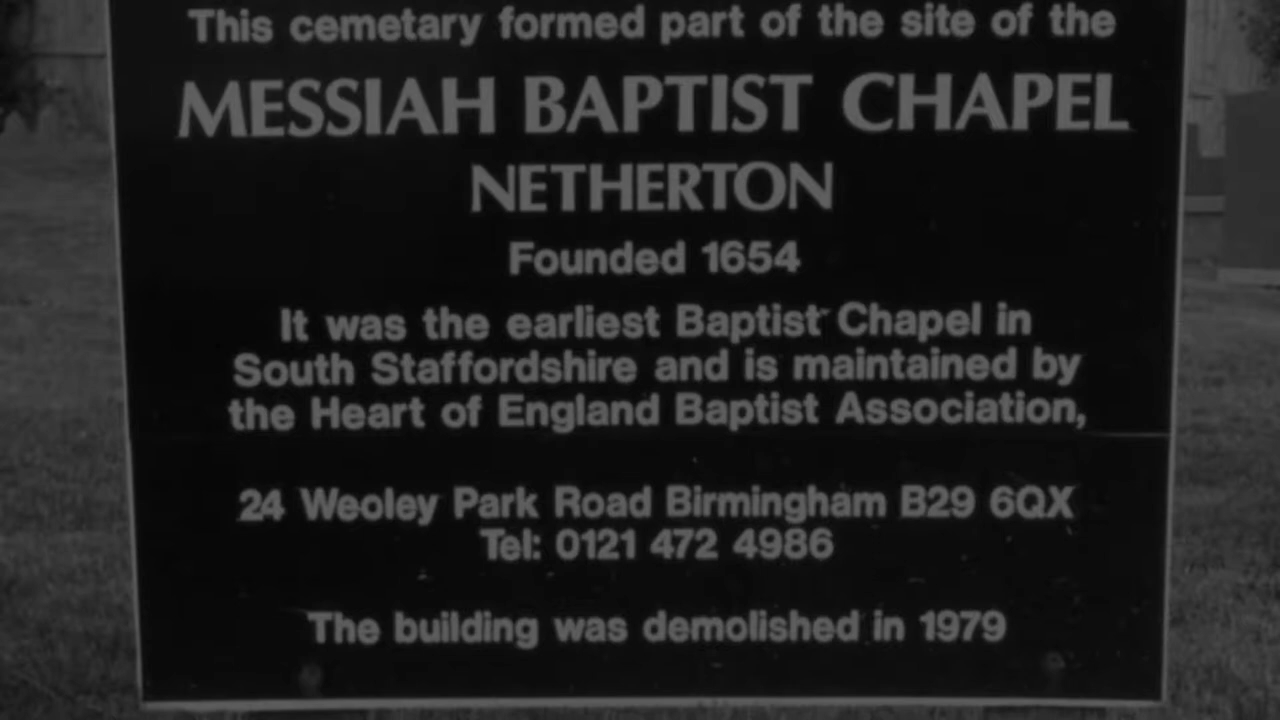 This cemetary formed part of the site of the
MESSIAH BAPTIST CHAPEL
NETHERTON
Founded 1654
It was the earliest Baptist Chapel in
South Staffordshire and is maintained by
the Heart of England Baptist Association,
24 Weoley Park Road Birmingham B29 6QX
Tel: 0121 472 4986
The building was demolished in 1979